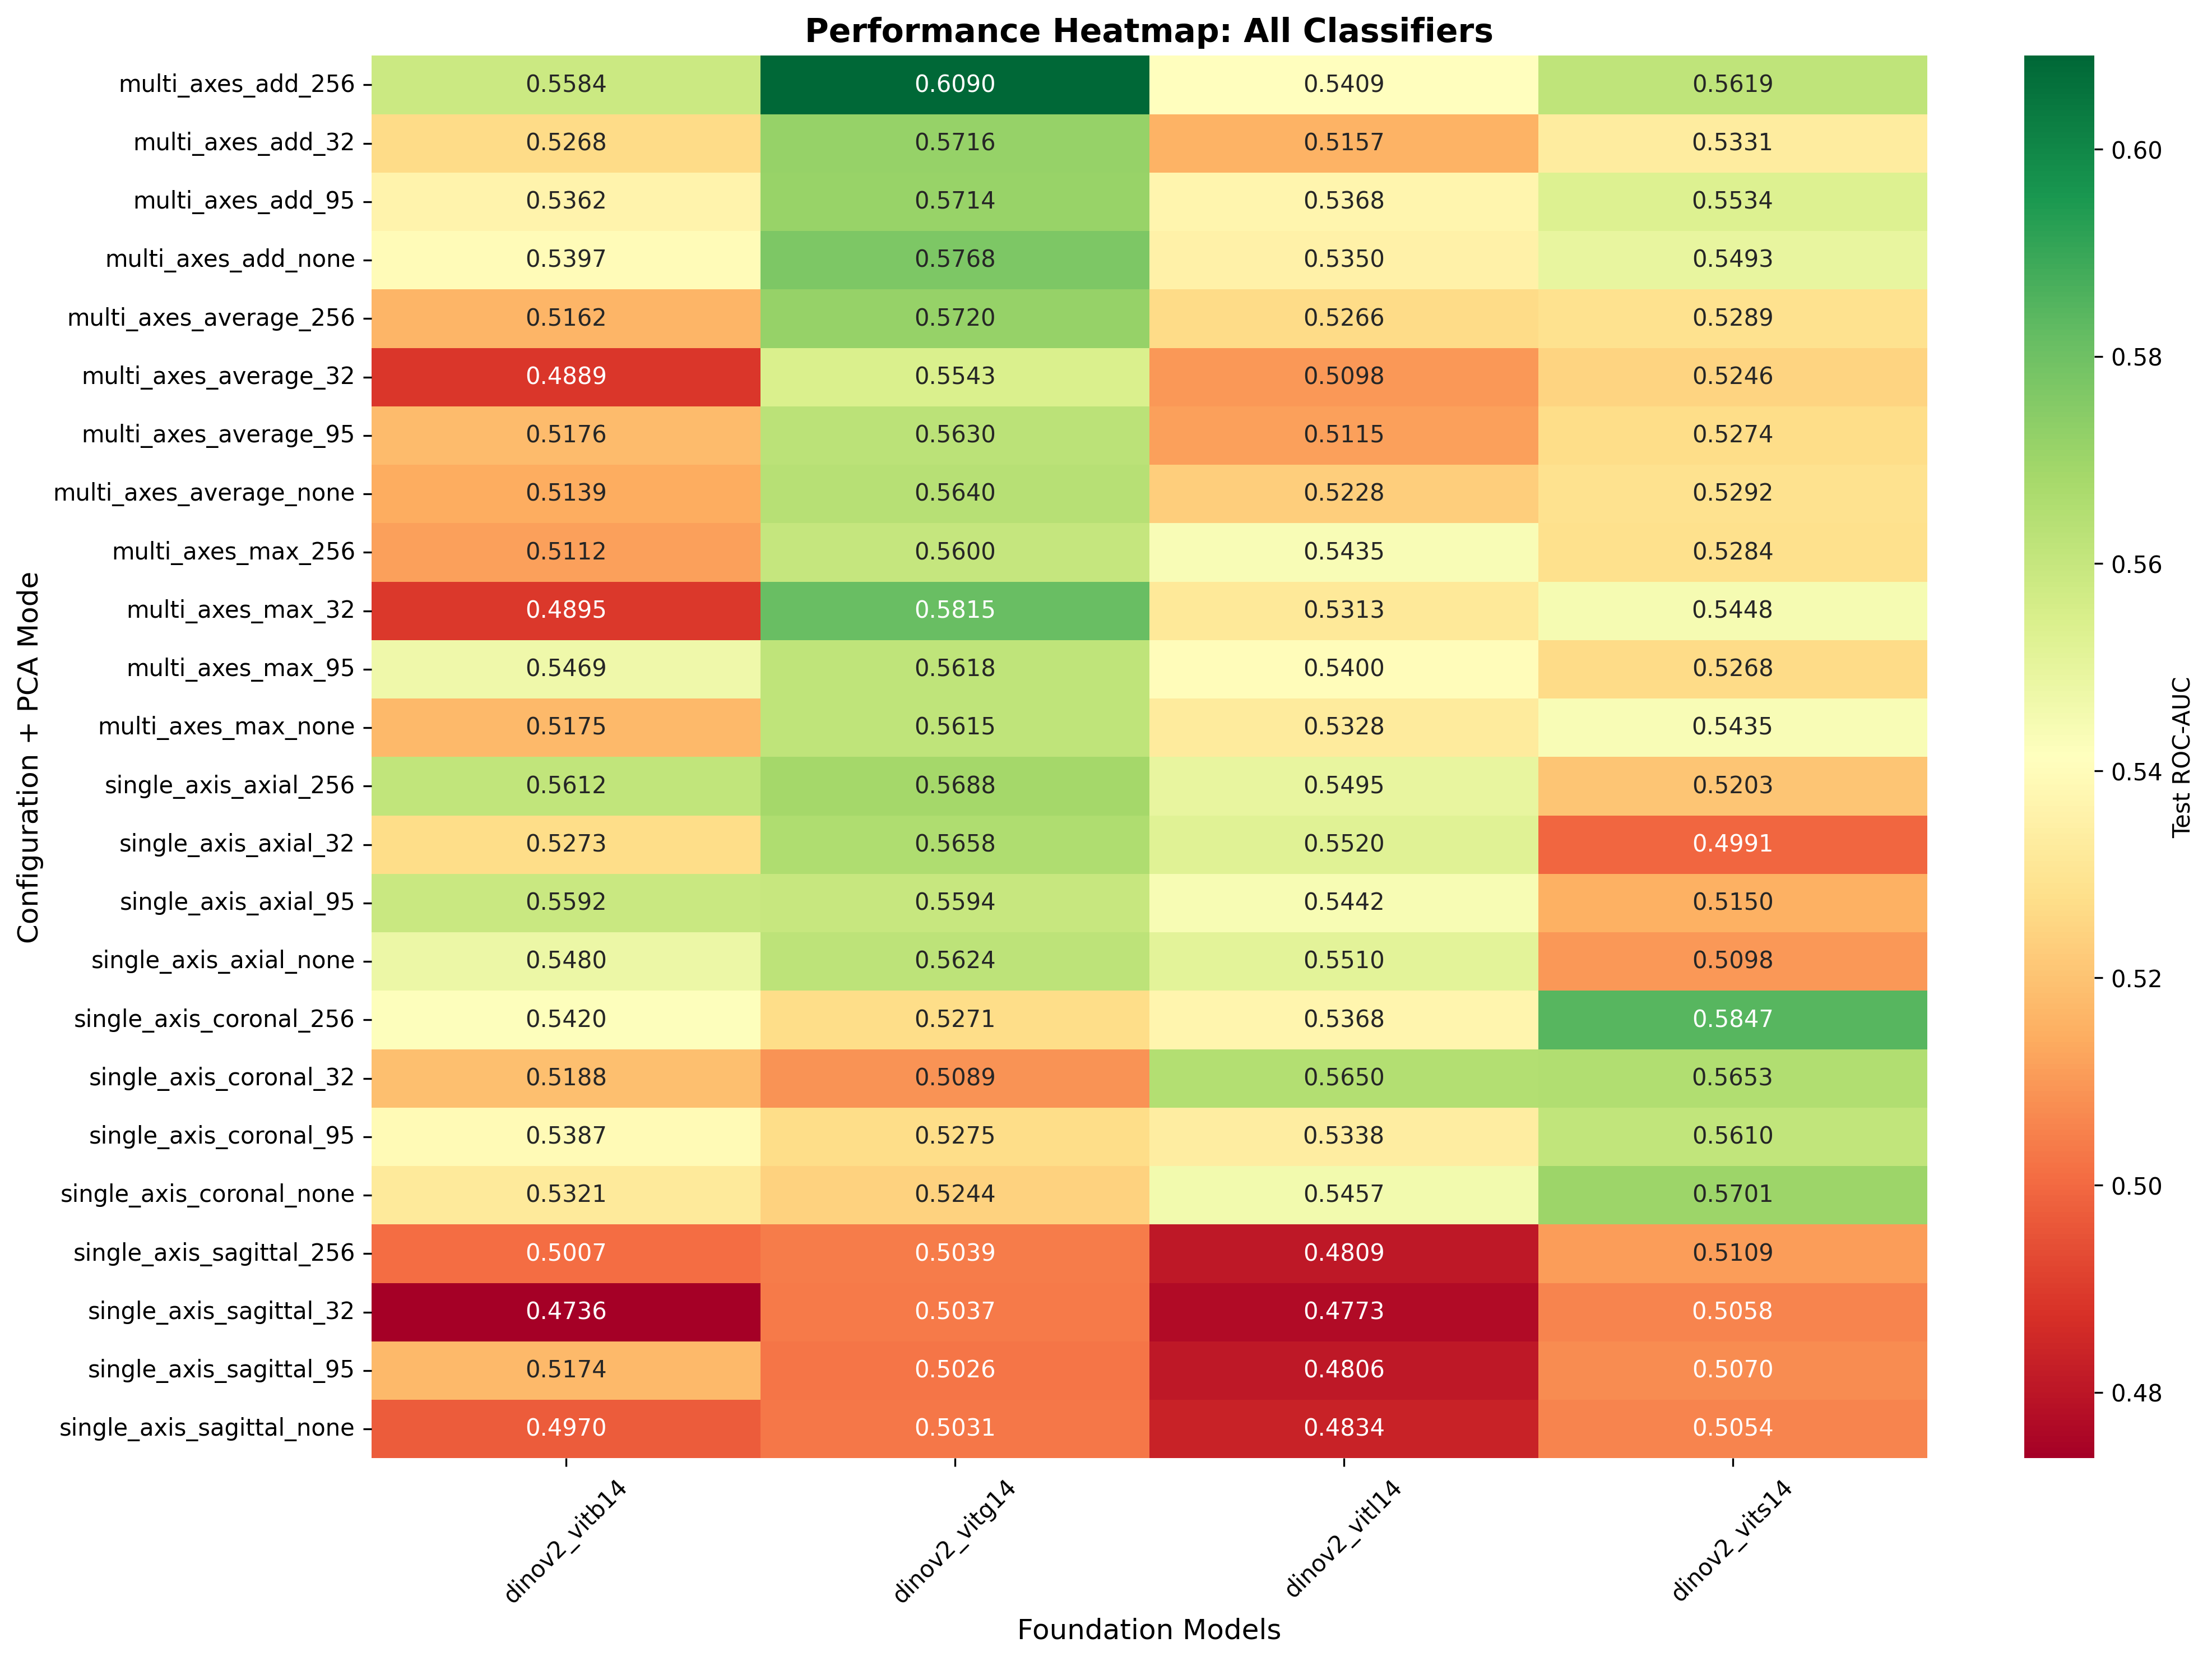 Performance Heatmap: All Classifiers
multi_axes_add_256 0.5584 0.6090 0.5409 0.5619
multi_axes_add_32 0.5268 0.5716 0.5157 0.5331
multi_axes_add_95 0.5362 0.5714 0.5368 0.5534
multi_axes_add_none 0.5397 0.5768 0.5350 0.5493
multi_axes_average_256 0.5162 0.5720 0.5266 0.5289
multi_axes_average_32 0.4889 0.5543 0.5098 0.5246
multi_axes_average_95 0.5176 0.5630 0.5115 0.5274
multi_axes_average_none 0.5139 0.5640 0.5228 0.5292
multi_axes_max_256 0.5112 0.5600 0.5435 0.5284
multi_axes_max_32 0.4895 0.5815 0.5313 0.5448
multi_axes_max_95 0.5469 0.5618 0.5400 0.5268
multi_axes_max_none 0.5175 0.5615 0.5328 0.5435
single_axis_axial_256 0.5612 0.5688 0.5495 0.5203
single_axis_axial_32 0.5273 0.5658 0.5520 0.4991
single_axis_axial_95 0.5592 0.5594 0.5442 0.5150
single_axis_axial_none 0.5480 0.5624 0.5510 0.5098
single_axis_coronal_256 0.5420 0.5271 0.5368 0.5847
single_axis_coronal_32 0.5188 0.5089 0.5650 0.5653
single_axis_coronal_95 0.5387 0.5275 0.5338 0.5610
single_axis_coronal_none 0.5321 0.5244 0.5457 0.5701
single_axis_sagittal_256 0.5007 0.5039 0.4809 0.5109
single_axis_sagittal_32 0.4736 0.5037 0.4773 0.5058
single_axis_sagittal_95 0.5174 0.5026 0.4806 0.5070
single_axis_sagittal_none 0.4970 0.5031 0.4834 0.5054
dinov2_vitb14 dinov2_vitg14 dinov2_vitl14 dinov2_vits14
Foundation Models
Configuration + PCA Mode
0.60
0.58
0.56
0.54
0.52
0.50
0.48
Test ROC-AUC